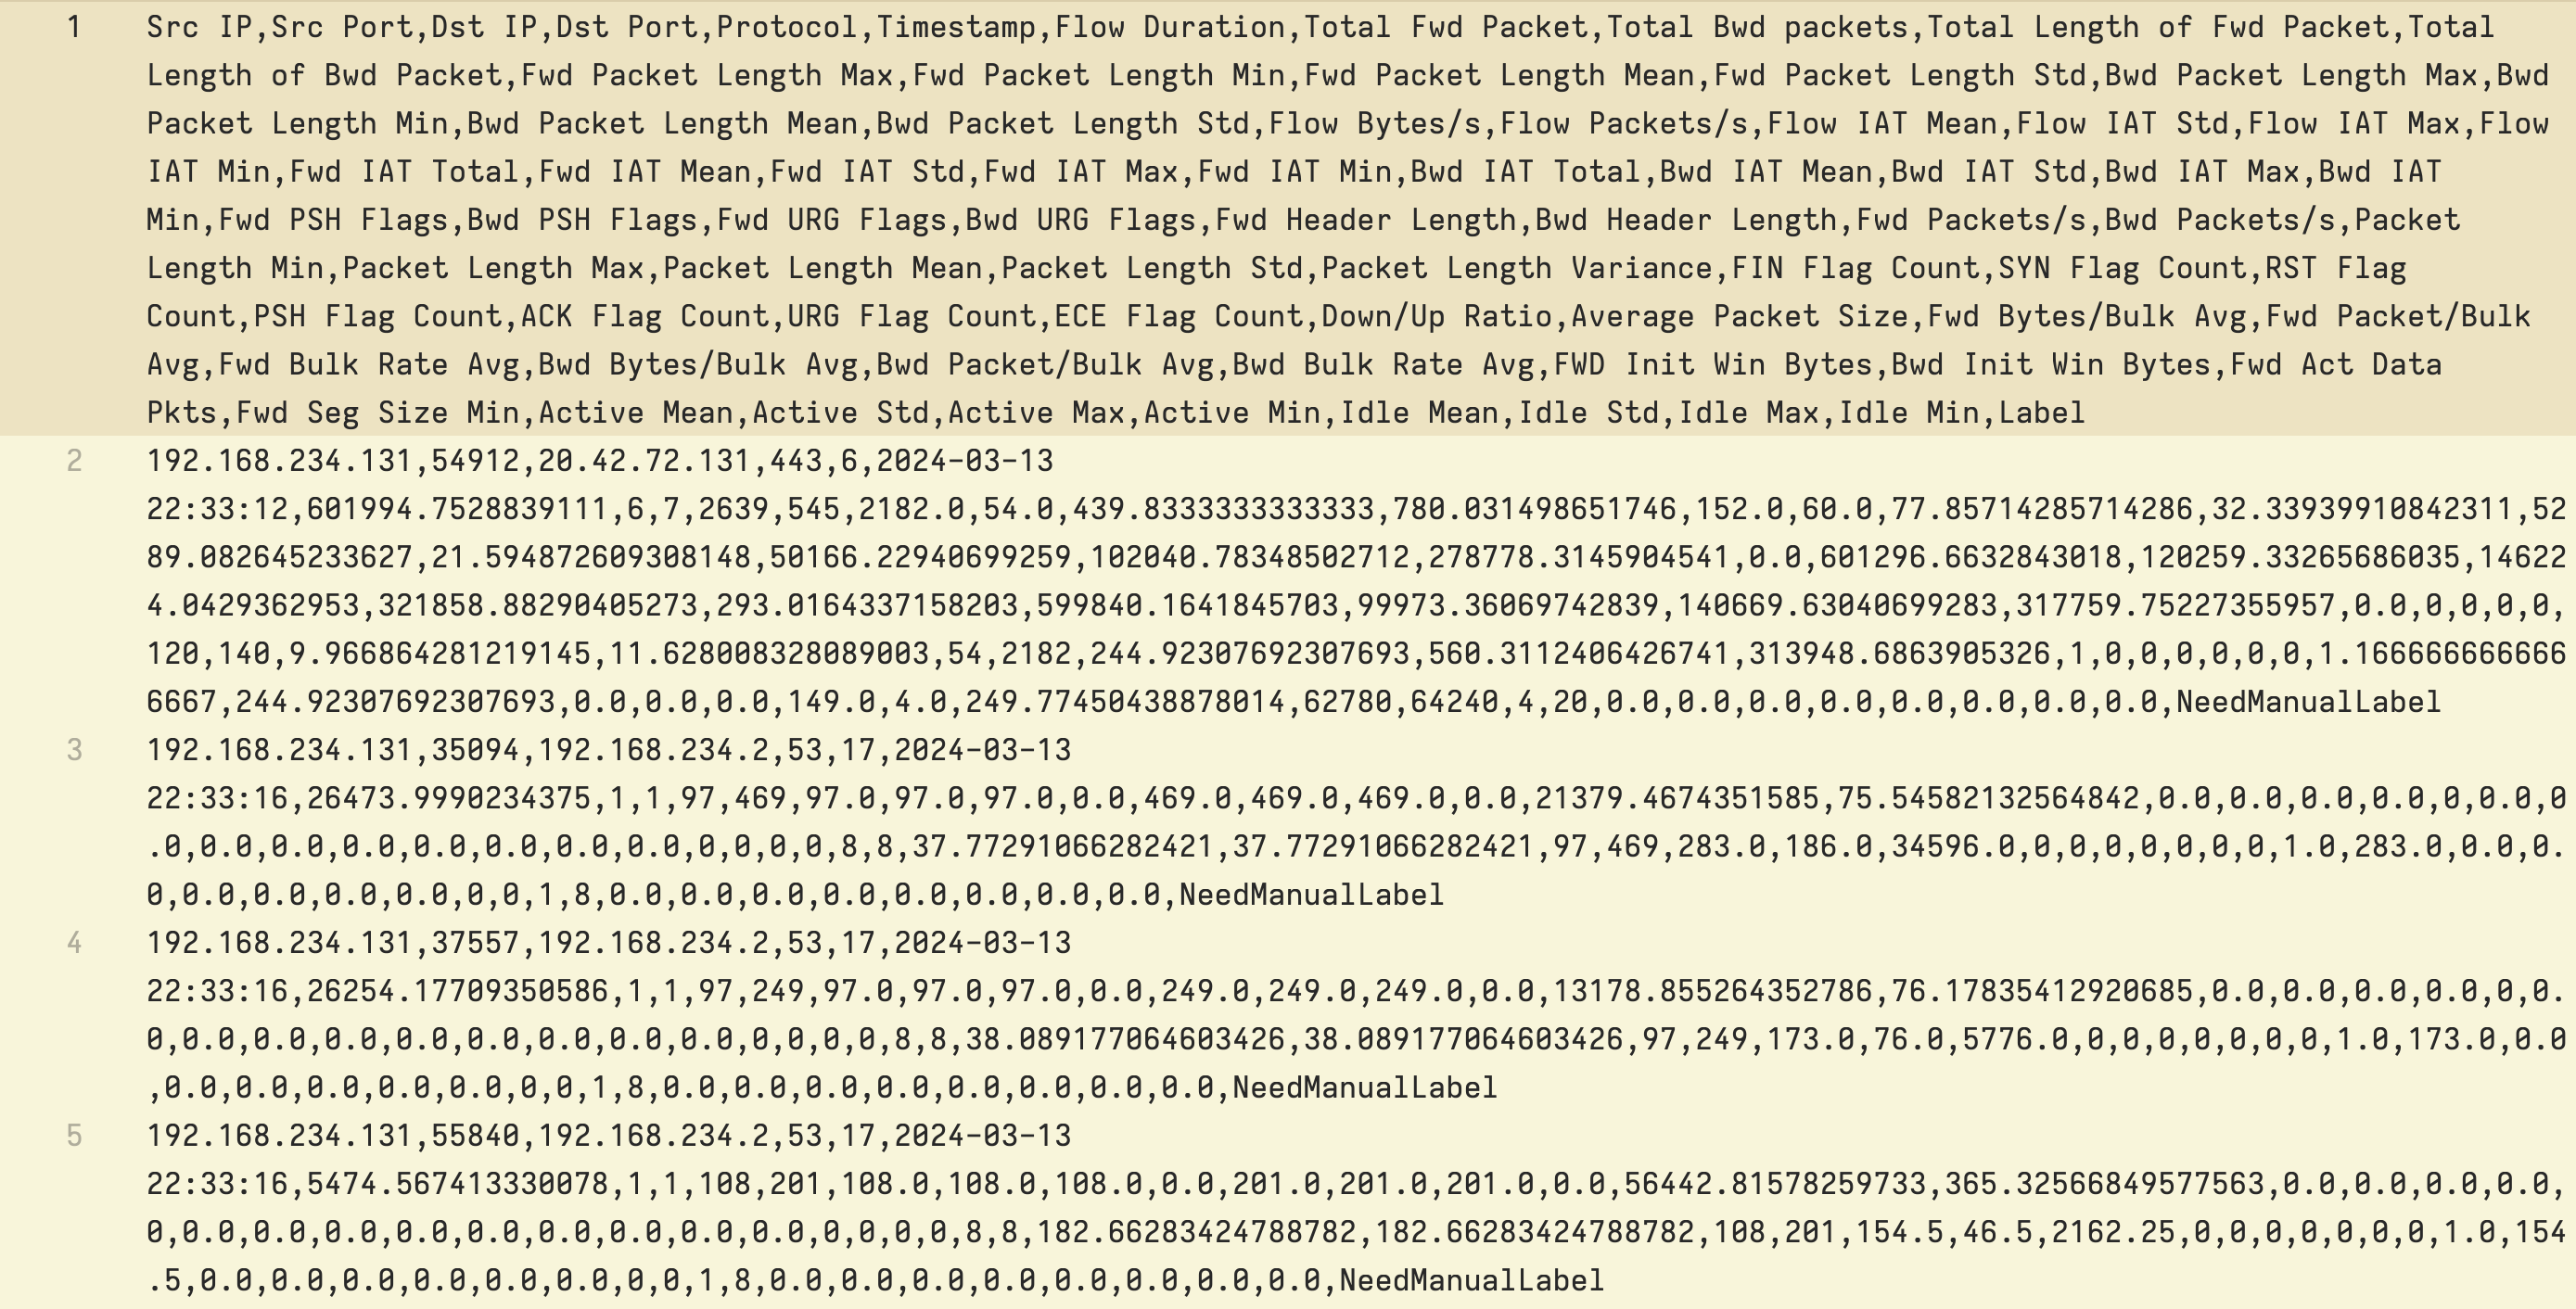 1 Src IP,Src Port,Dst IP,Dst Port,Protocol,Timestamp,Flow Duration,Total Fwd Packet,Total Bwd packets,Total Length of Fwd Packet,Total
Length of Bwd Packet,Fwd Packet Length Max,Fwd Packet Length Min,Fwd Packet Length Mean,Fwd Packet Length Std,Bwd Packet Length Max,Bwd
Packet Length Min,Bwd Packet Length Mean,Bwd Packet Length Std,Flow Bytes/s,Flow Packets/s,Flow IAT Mean,Flow IAT Std,Flow IAT Max,Flow
IAT Min,Fwd IAT Total,Fwd IAT Mean,Fwd IAT Std,Fwd IAT Max,Fwd IAT Min,Bwd IAT Total,Bwd IAT Mean,Bwd IAT Std,Bwd IAT Max,Bwd IAT
Min,Fwd PSH Flags,Bwd PSH Flags,Fwd URG Flags,Bwd URG Flags,Fwd Header Length,Bwd Header Length,Fwd Packets/s,Bwd Packets/s,Packet
Length Min,Packet Length Max,Packet Length Mean,Packet Length Std,Packet Length Variance,FIN Flag Count,SYN Flag Count,RST Flag
Count,PSH Flag Count,ACK Flag Count,URG Flag Count,ECE Flag Count,Down/Up Ratio,Average Packet Size,Fwd Bytes/Bulk Avg,Fwd Packet/Bulk
Avg,Fwd Bulk Rate Avg,Bwd Bytes/Bulk Avg,Bwd Packet/Bulk Avg,Bwd Bulk Rate Avg,FWD Init Win Bytes,Bwd Init Win Bytes,Fwd Act Data
Pkts,Fwd Seg Size Min,Active Mean,Active Std,Active Max,Active Min,Idle Mean,Idle Std,Idle Max,Idle Min,Label
2 192.168.234.131,54912,20.42.72.131,443,6,2024-03-13
22:33:12,601994.7528839111,6,7,2639,545,2182.0,54.0,439.8333333333333,780.031498651746,152.0,60.0,77.85714285714286,32.33939910842311,52
89.082645233627,21.594872609308148,50166.22940699259,102040.78348502712,278778.3145904541,0.0,601296.6632843018,120259.33265686035,14622
4.0429362953,321858.88290405273,293.0164337158203,599840.1641845703,99973.36069742839,140669.63040699283,317759.75227355957,0.0,0,0,0,0,
120,140,9.966864281219145,11.628008328089003,54,2182,244.92307692307693,560.3112406426741,313948.6863905326,1,0,0,0,0,0,0,1.166666666666
6667,244.92307692307693,0.0,0.0,0.0,149.0,4.0,249.77450438878014,62780,64240,4,20,0.0,0.0,0.0,0.0,0.0,0.0,0.0,0.0,NeedManualLabel
3 192.168.234.131,35094,192.168.234.2,53,17,2024-03-13
22:33:16,26473.9990234375,1,1,97,469,97.0,97.0,97.0,0.0,469.0,469.0,469.0,0.0,21379.4674351585,75.54582132564842,0.0,0.0,0.0,0.0,0,0.0,0
.0,0.0,0.0,0.0,0.0,0.0,0.0,0.0,0,0,0,0,8,8,37.77291066282421,37.77291066282421,97,469,283.0,186.0,34596.0,0,0,0,0,0,0,0,1.0,283.0,0.0,0.
0,0.0,0.0,0.0,0.0,0,0,1,8,0.0,0.0,0.0,0.0,0.0,0.0,0.0,0.0,NeedManualLabel
4 192.168.234.131,37557,192.168.234.2,53,17,2024-03-13
22:33:16,26254.17709350586,1,1,97,249,97.0,97.0,97.0,0.0,249.0,249.0,249.0,0.0,13178.855264352786,76.17835412920685,0.0,0.0,0.0,0.0,0,0.
0,0.0,0.0,0.0,0.0,0.0,0.0,0.0,0.0,0,0,0,0,8,8,38.089177064603426,38.089177064603426,97,249,173.0,76.0,5776.0,0,0,0,0,0,0,0,1.0,173.0,0.0
,0.0,0.0,0.0,0.0,0.0,0,0,1,8,0.0,0.0,0.0,0.0,0.0,0.0,0.0,0.0,NeedManualLabel
5 192.168.234.131,55840,192.168.234.2,53,17,2024-03-13
22:33:16,5474.567413330078,1,1,108,201,108.0,108.0,108.0,0.0,201.0,201.0,201.0,0.0,56442.81578259733,365.32566849577563,0.0,0.0,0.0,0.0,
0,0.0,0.0,0.0,0.0,0.0,0.0,0.0,0.0,0.0,0,0,0,0,8,8,182.66283424788782,182.66283424788782,108,201,154.5,46.5,2162.25,0,0,0,0,0,0,0,1.0,154
.5,0.0,0.0,0.0,0.0,0.0,0.0,0,0,1,8,0.0,0.0,0.0,0.0,0.0,0.0,0.0,0.0,NeedManualLabel